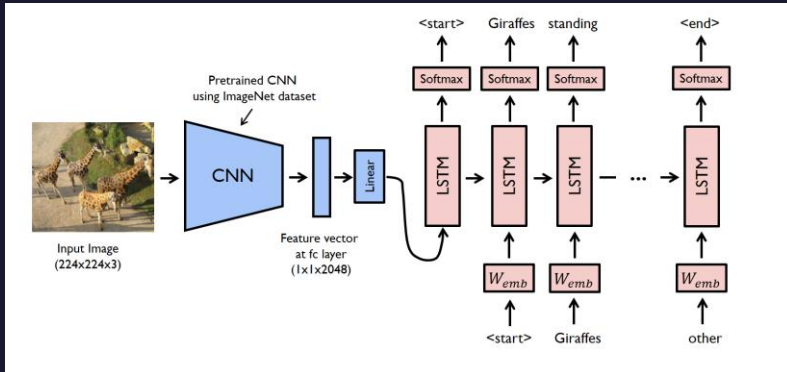 <start> Giraffes standing <end>
Softmax Softmax Softmax Softmax
Pretrained CNN
using ImageNet dataset
CNN
Linear
LSTM LSTM LSTM ... LSTM
Input Image
(224x224x3)
Feature vector
at fc layer
(1x1x2048)
W_emb W_emb W_emb
<start> Giraffes other